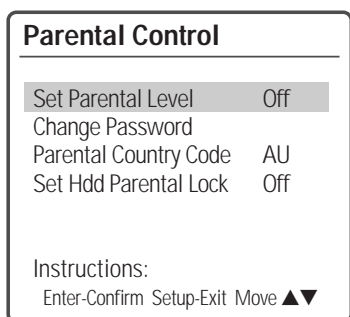 Parental Control
Set Parental Level Off
Change Password
Parental Country Code AU
Set Hdd Parental Lock Off
Instructions:
Enter-Confirm Setup-Exit Move ▲▼